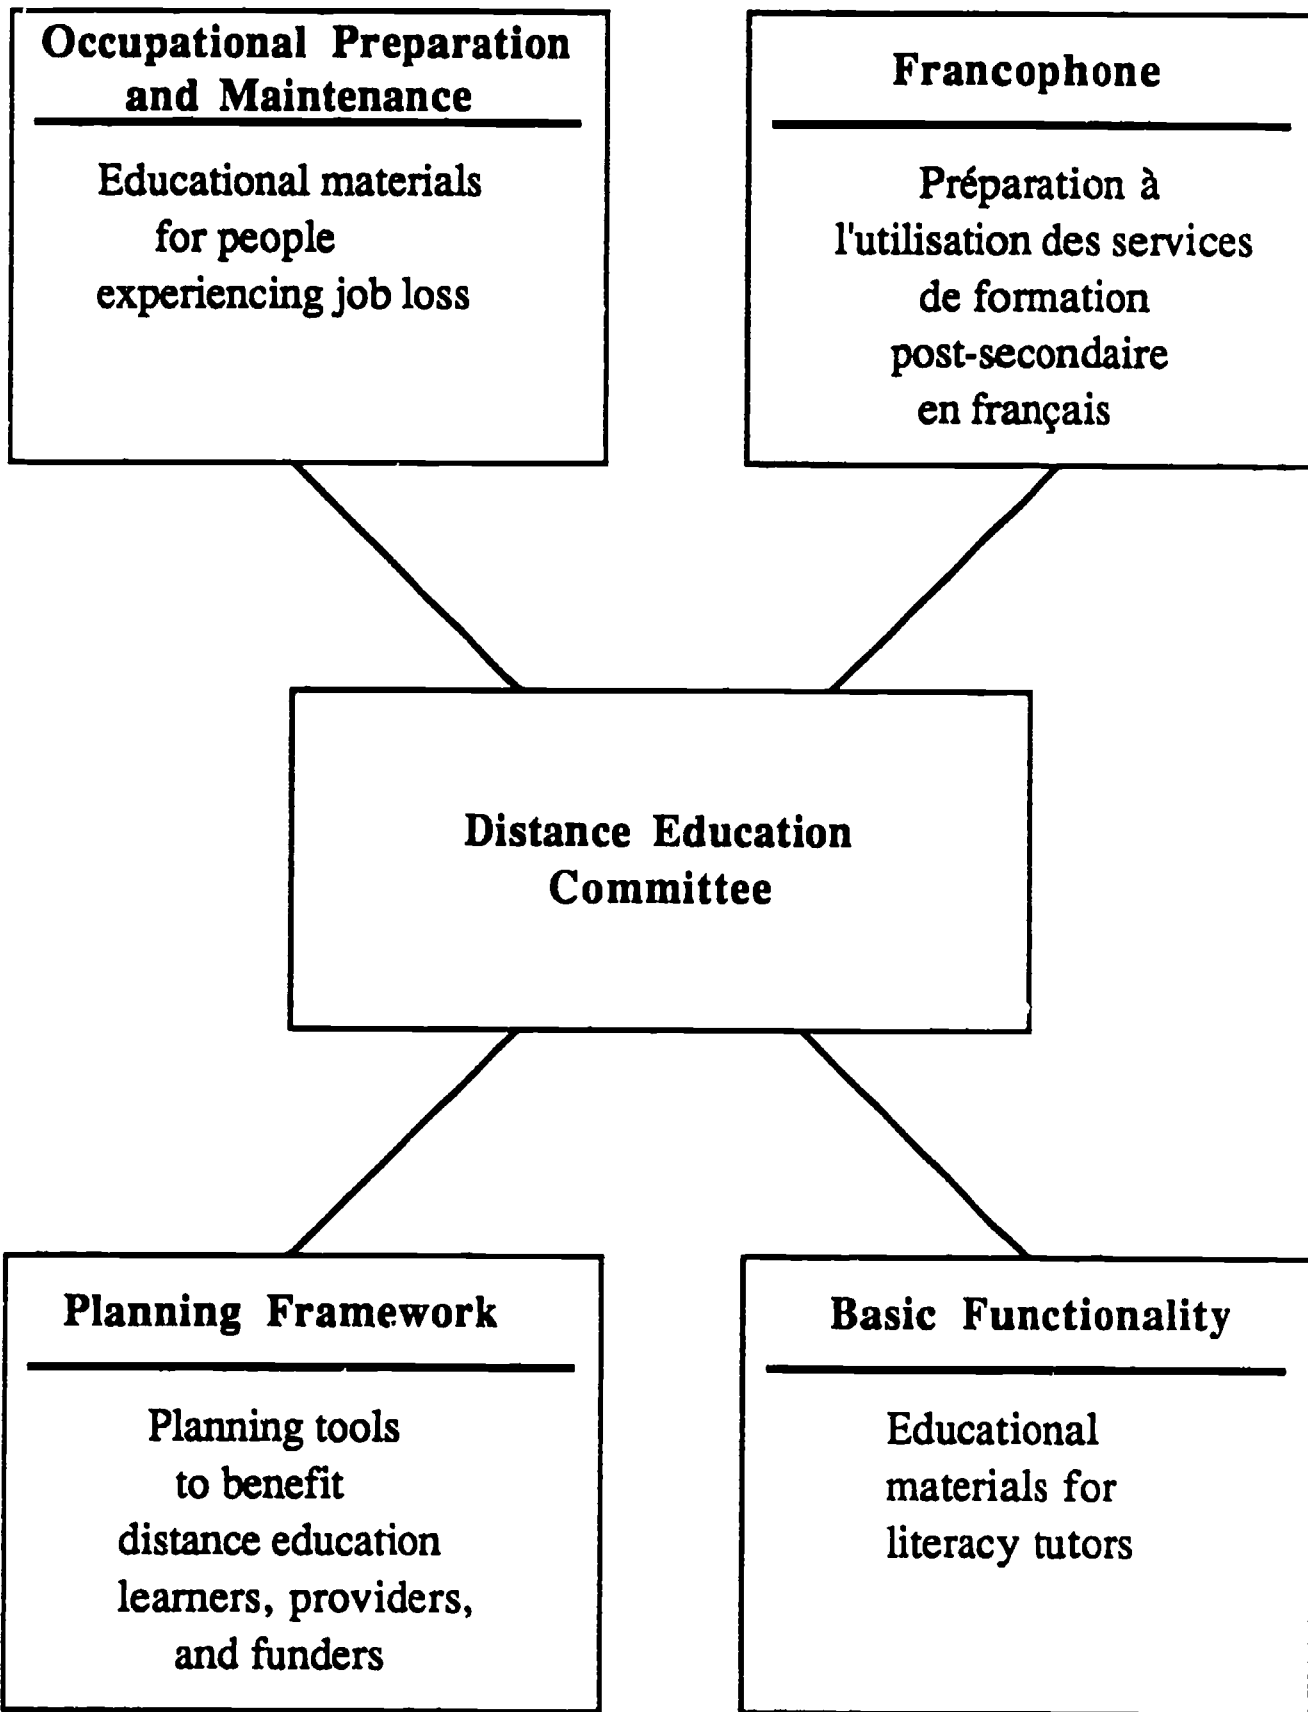 Occupational Preparation
and Maintenance
Educational materials
for people
experiencing job loss
Francophone
Préparation à
l'utilisation des services
de formation
post-secondaire
en français
Distance Education
Committee
Planning Framework
Planning tools
to benefit
distance education
learners, providers,
and funders
Basic Functionality
Educational
materials for
literacy tutors